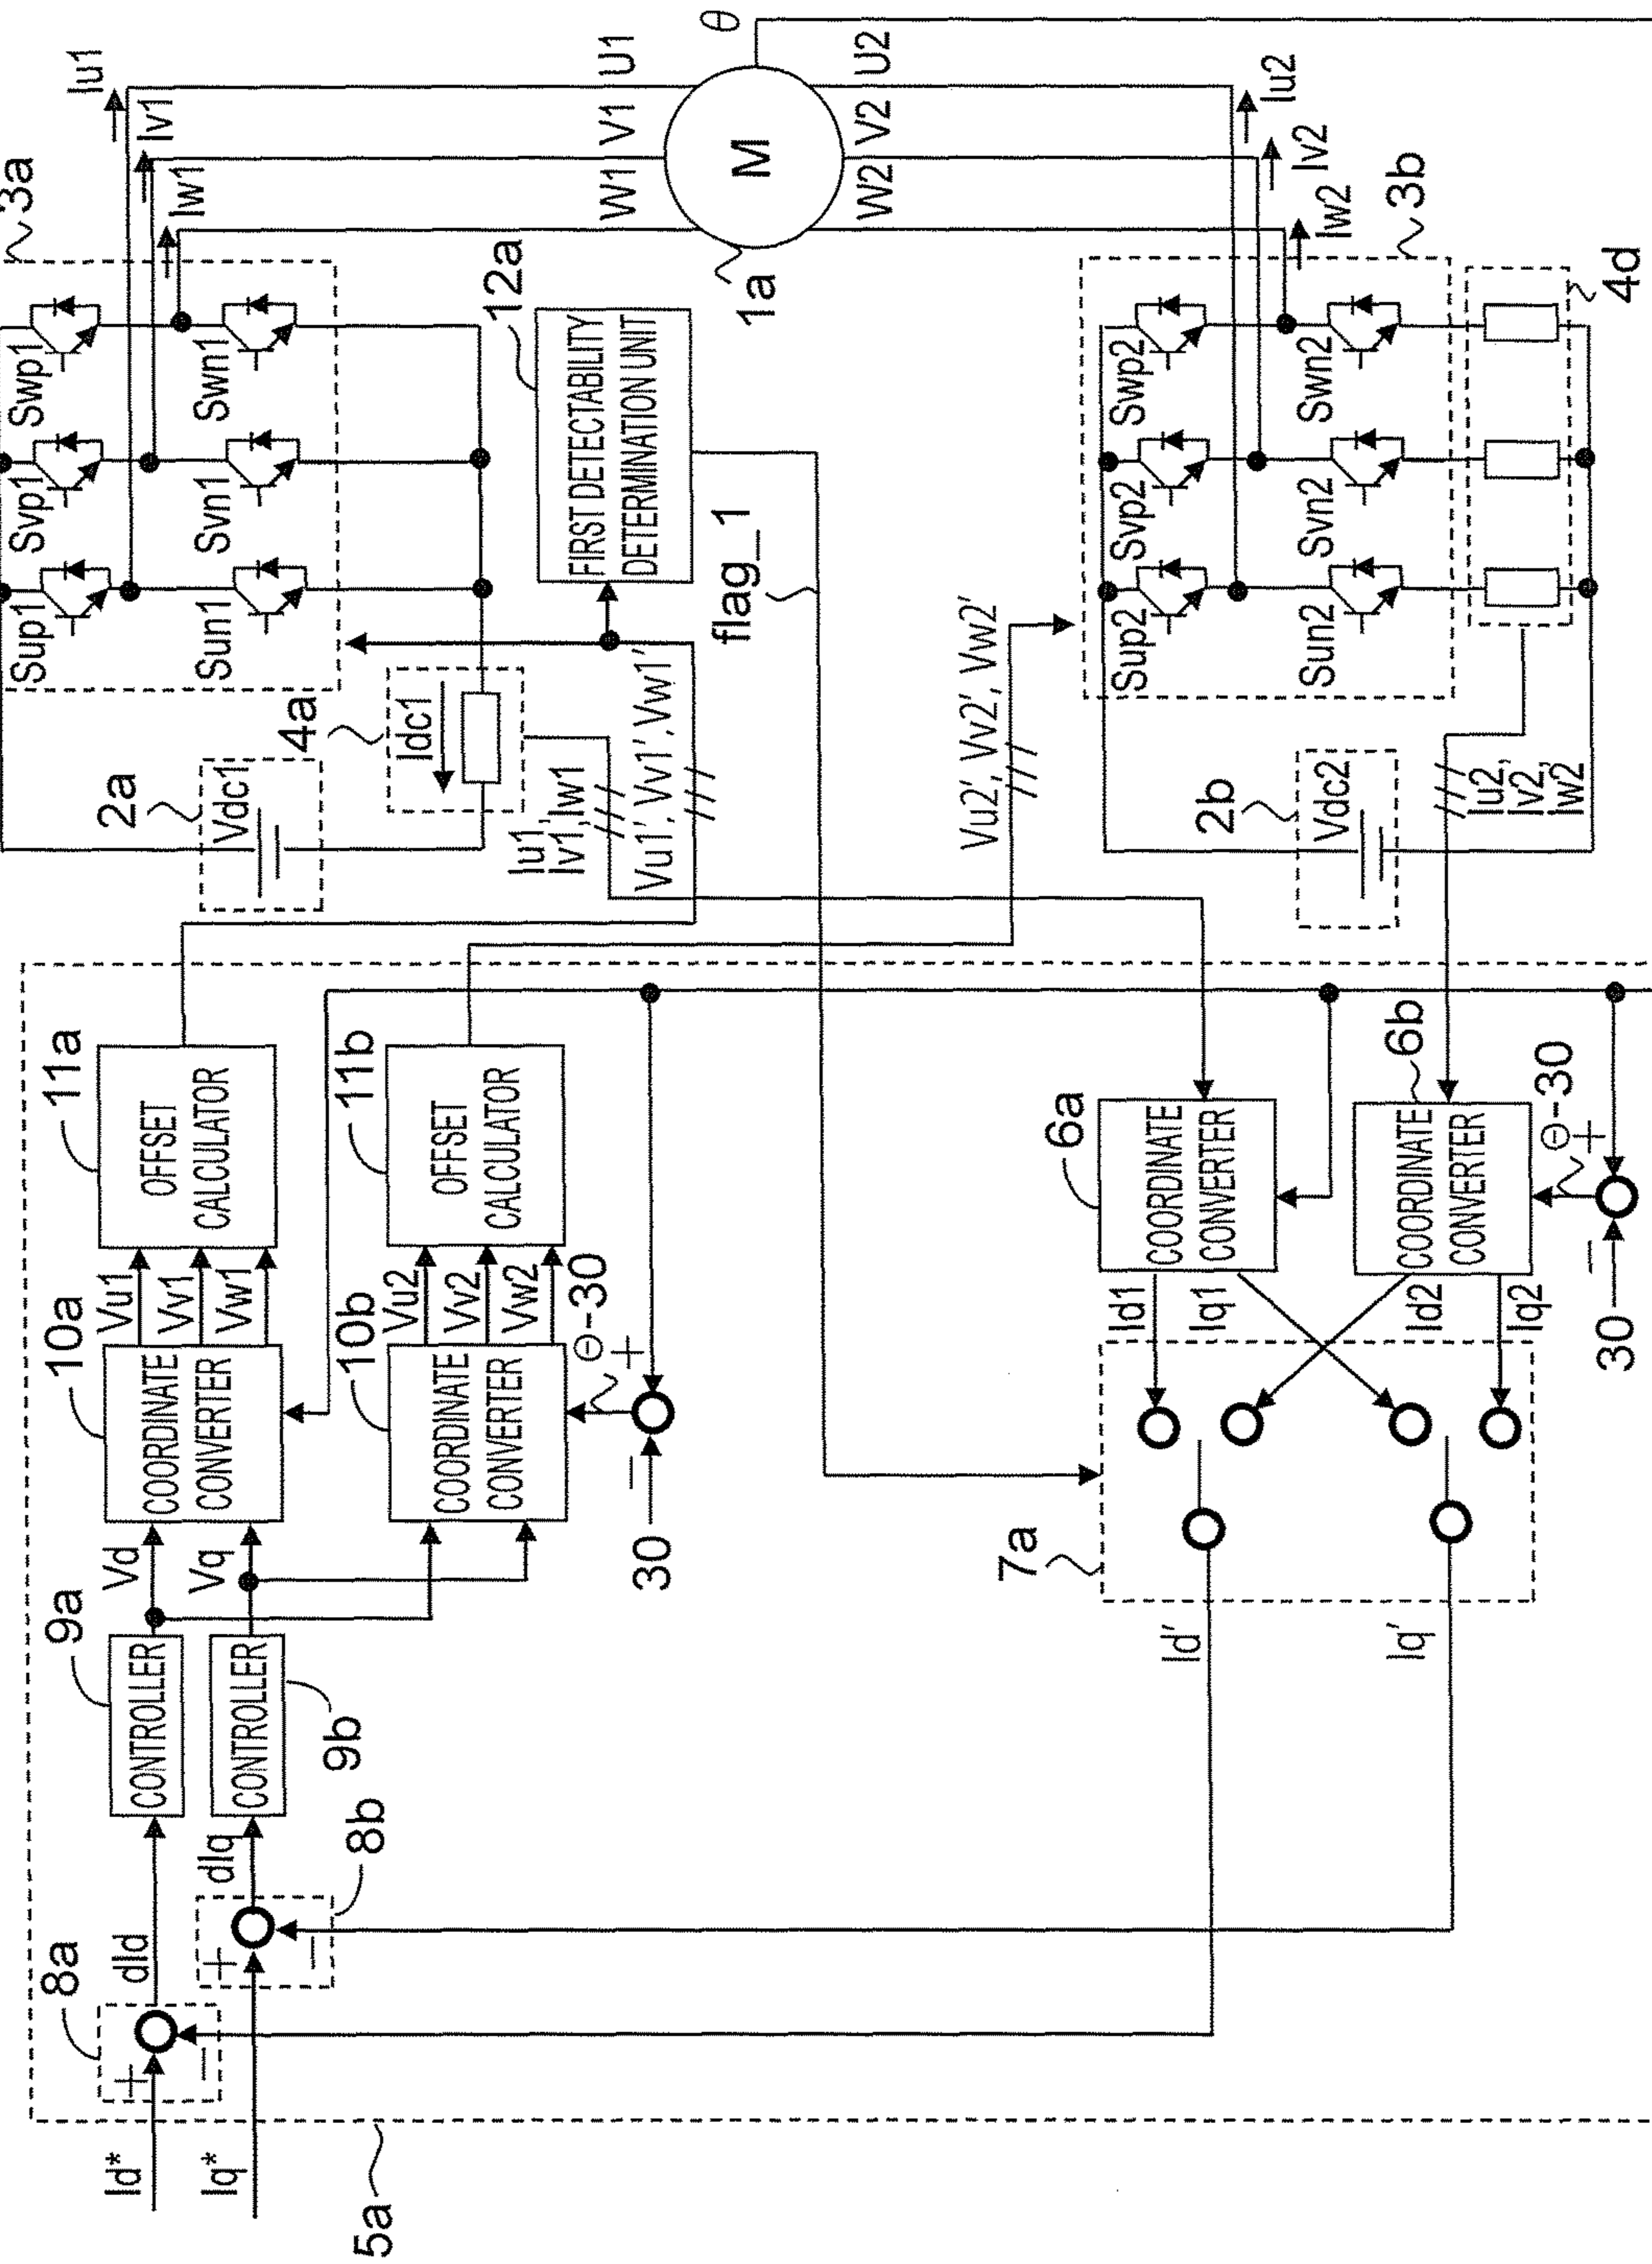 Id*
Iq*
5a
8a
+
−
dId
8b
+
−
dIq
9a
CONTROLLER
9b
CONTROLLER
Vd
Vq
10a
COORDINATE
CONVERTER
Vu1
Vv1
Vw1
11a
OFFSET
CALCULATOR
10b
COORDINATE
CONVERTER
Vu2
Vv2
Vw2
11b
OFFSET
CALCULATOR
Θ-30
+
−
30
2a
Vdc1
3a
Sup1
Svp1
Swp1
Sun1
Svn1
Swn1
Iu1
Iv1
Iw1
4a
Idc1
Iu1,
Iv1,Iw1
Vu1′,Vv1′,Vw1′
12a
FIRST DETECTABILITY
DETERMINATION UNIT
flag_1
U1
V1
W1
M
θ
1a
U2
V2
W2
Vu2′, Vv2′, Vw2′
2b
Vdc2
3b
Sup2
Svp2
Swp2
Sun2
Svn2
Swn2
Iu2
Iv2
Iw2
4d
Iu2,
Iv2,
Iw2
6a
COORDINATE
CONVERTER
Id1
Iq1
6b
COORDINATE
CONVERTER
Id2
Iq2
Θ-30
+
−
30
7a
Id′
Iq′